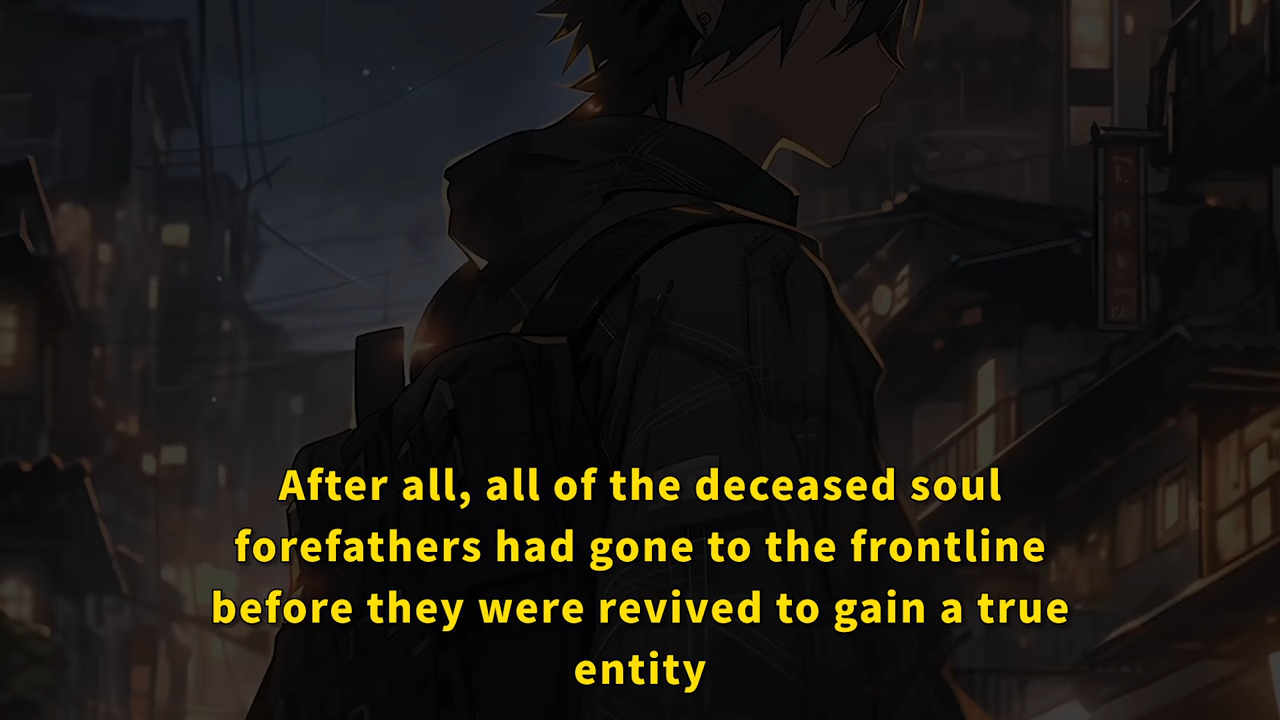 After all, all of the deceased soul
forefathers had gone to the frontline
before they were revived to gain a true
entity